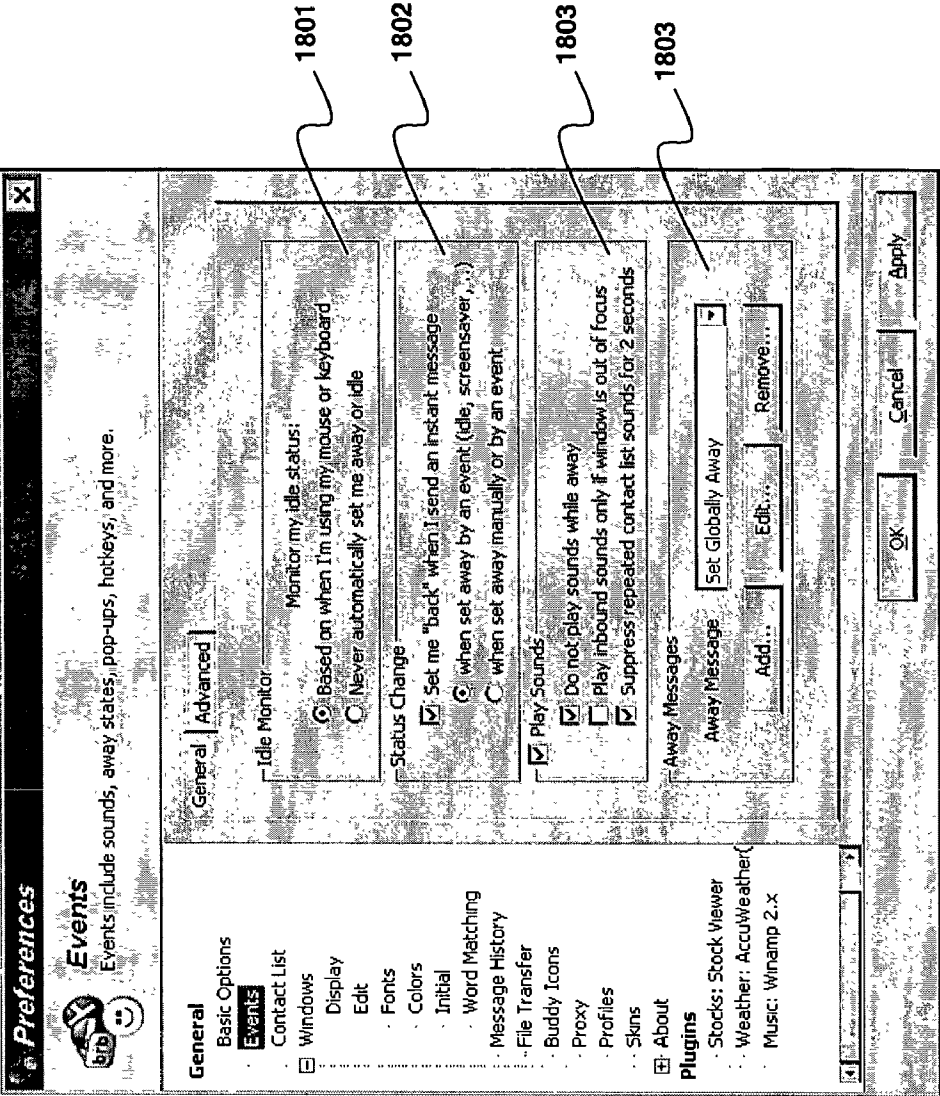 Preferences
Events
Events include sounds, away states, pop-ups, hotkeys, and more.
brb
General
Basic Options
Events
Contact List
Windows
Display
Edit
Fonts
Colors
Initial
Word Matching
Message History
File Transfer
Buddy Icons
Proxy
Profiles
Skins
About
Plugins
Stocks: Stock Viewer
Weather: AccuWeather(
Music: Winamp 2.x
General
Advanced
Idle Monitor
Monitor my idle status:
Based on when I'm using my mouse or keyboard
Never automatically set me away or idle
Status Change
Set me "back" when I send an instant message
when set away by an event (idle, screensaver, ;;)
when set away manually or by an event
Play Sounds
Do not play sounds while away
Play inbound sounds only if window is out of focus
Suppress repeated contact list sounds for 2 seconds
Away Messages
Away Message
Set Globally Away
Add...
Edit...
Remove...
OK
Cancel
Apply
1801
1802
1803
1803